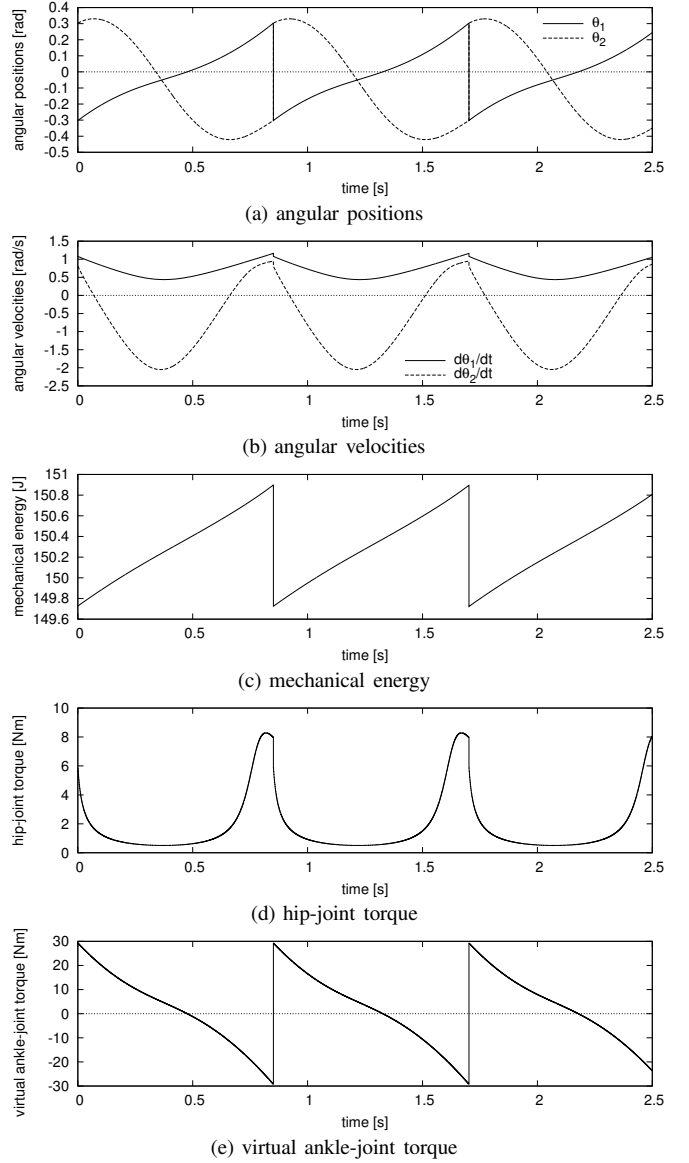 angular positions [rad]
0.4
0.3
0.2
0.1
0
-0.1
-0.2
-0.3
-0.4
-0.5
θ1
θ2
0 0.5 1 1.5 2 2.5
time [s]
(a) angular positions
angular velocities [rad/s]
1.5
1
0.5
0
-0.5
-1
-1.5
-2
-2.5
dθ1/dt
dθ2/dt
0 0.5 1 1.5 2 2.5
time [s]
(b) angular velocities
mechanical energy [J]
151
150.8
150.6
150.4
150.2
150
149.8
149.6
0 0.5 1 1.5 2 2.5
time [s]
(c) mechanical energy
hip-joint torque [Nm]
10
8
6
4
2
0
0 0.5 1 1.5 2 2.5
time [s]
(d) hip-joint torque
virtual ankle-joint torque [Nm]
30
20
10
0
-10
-20
-30
0 0.5 1 1.5 2 2.5
time [s]
(e) virtual ankle-joint torque